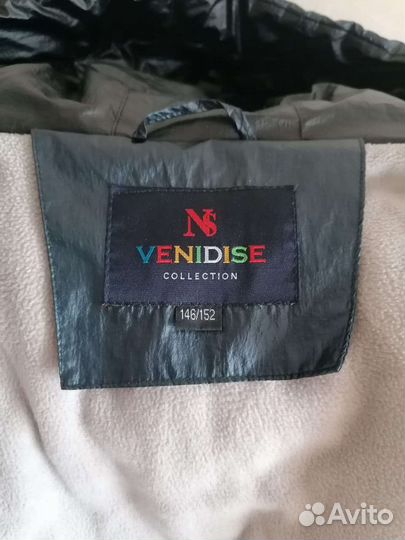 NS
VENIDISE
COLLECTION
146/152
Avito